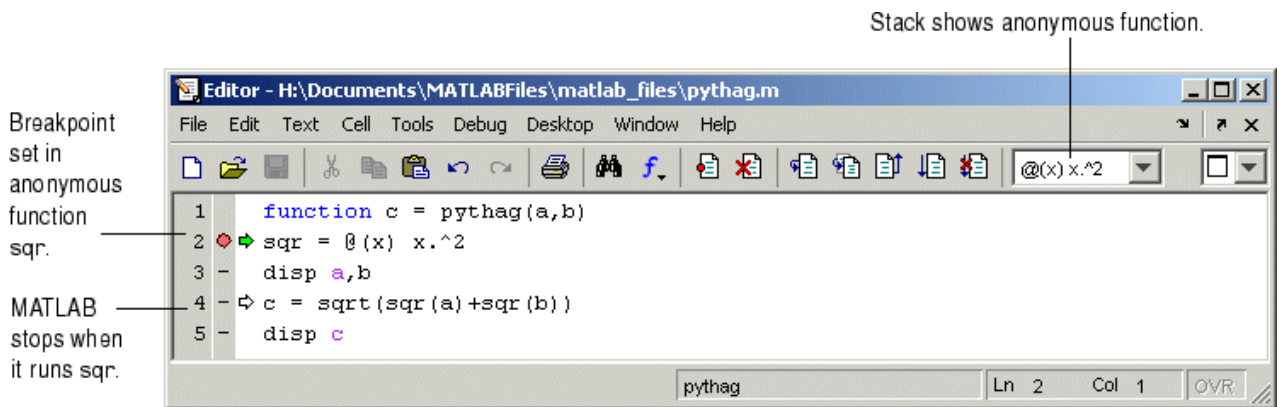 Stack shows anonymous function.
Editor - H:\Documents\MATLABFiles\matlab_files\pythag.m
File Edit Text Cell Tools Debug Desktop Window Help
@(x) x.^2
Breakpoint
set in
anonymous
function
sqr.
MATLAB
stops when
it runs sqr.
1 function c = pythag(a,b)
2 sqr = @(x) x.^2
3 - disp a,b
4 - c = sqrt(sqr(a)+sqr(b))
5 - disp c
pythag Ln 2 Col 1 OVR